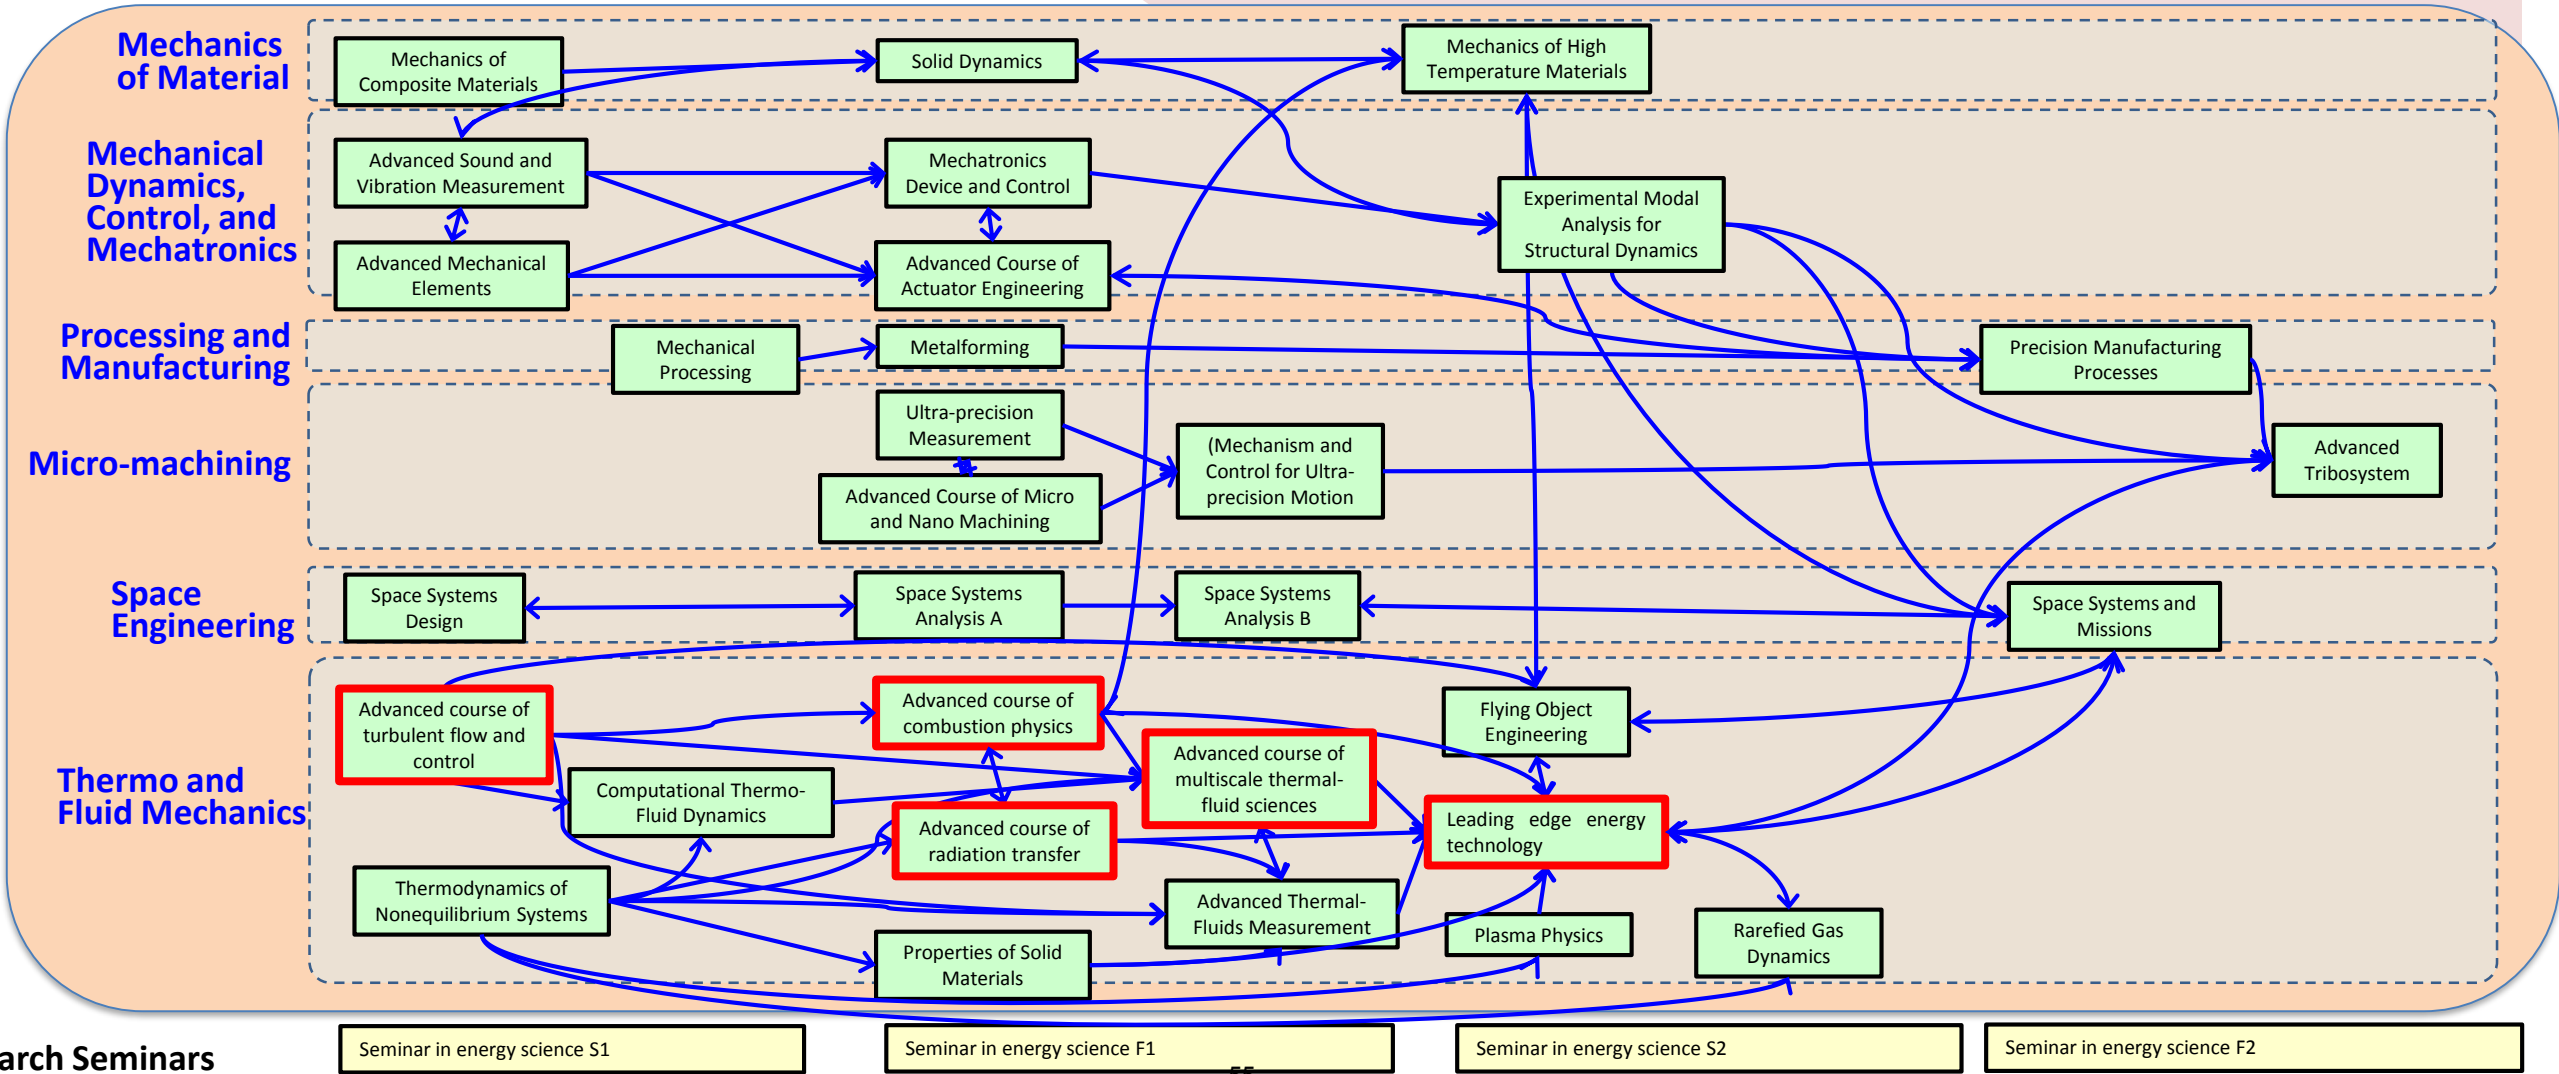 Mechanics
of Material
Mechanics of
Composite Materials
Solid Dynamics
Mechanics of High
Temperature Materials
Mechanical
Dynamics,
Control, and
Mechatronics
Advanced Sound and
Vibration Measurement
Mechatronics
Device and Control
Experimental Modal
Analysis for
Structural Dynamics
Advanced Mechanical
Elements
Advanced Course of
Actuator Engineering
Processing and
Manufacturing
Mechanical
Processing
Metalforming
Precision Manufacturing
Processes
Micro-machining
Ultra-precision
Measurement
Advanced Course of Micro
and Nano Machining
(Mechanism and
Control for Ultra-
precision Motion
Advanced
Tribosystem
Space
Engineering
Space Systems
Design
Space Systems
Analysis A
Space Systems
Analysis B
Space Systems and
Missions
Thermo and
Fluid Mechanics
Advanced course of
turbulent flow and
control
Advanced course of
combustion physics
Flying Object
Engineering
Computational Thermo-
Fluid Dynamics
Advanced course of
multiscale thermal-
fluid sciences
Advanced course of
radiation transfer
Leading edge energy
technology
Thermodynamics of
Nonequilibrium Systems
Advanced Thermal-
Fluids Measurement
Properties of Solid
Materials
Plasma Physics
Rarefied Gas
Dynamics
arch Seminars
Seminar in energy science S1
Seminar in energy science F1
Seminar in energy science S2
Seminar in energy science F2